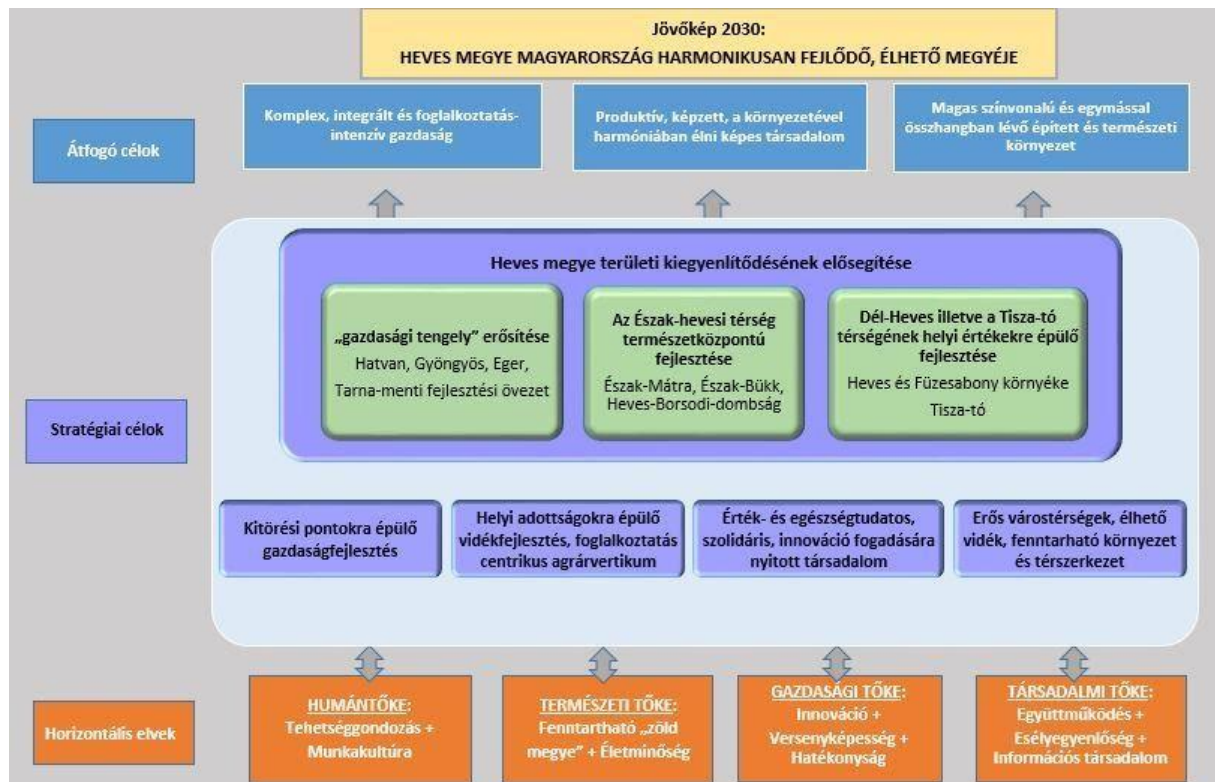 Jövőkép 2030:
HEVES MEGYE MAGYARORSZÁG HARMONIKUSAN FEJLŐDŐ, ÉLHETŐ MEGYÉJE
Átfogó célok
Komplex, integrált és foglalkoztatás-
intenzív gazdaság
Produktív, képzett, a környezetével
harmóniában élni képes társadalom
Magas színvonalú és egymással
összhangban lévő épített és természeti
környezet
Stratégiai célok
Heves megye területi kiegyenlítődésének elősegítése
„gazdasági tengely” erősítése
Hatvan, Gyöngyös, Eger,
Tarna-menti fejlesztési övezet
Az Észak-hevesi térség
természetközpontú
fejlesztése
Észak-Mátra, Észak-Bükk,
Heves-Borsodi-dombság
Dél-Heves illetve a Tisza-tó
térségének helyi értékekre épülő
fejlesztése
Heves és Füzesabony környéke
Tisza-tó
Kitörési pontokra épülő
gazdaságfejlesztés
Helyi adottságokra épülő
vidékfejlesztés, foglalkoztatás
centrikus agrárvertikum
Érték- és egészségtudatos,
szolidáris, innováció fogadására
nyitott társadalom
Erős várostérségek, élhető
vidék, fenntarható környezet
és térszerkezet
Horizontális elvek
HUMÁNTŐKE:
Tehetséggondozás +
Munkakultúra
TERMÉSZETI TŐKE:
Fenntartható „zöld
megye” + Életminőség
GAZDASÁGI TŐKE:
Innováció +
Versenyképesség +
Hatékonyság
TÁRSADALMI TŐKE:
Együttműködés +
Esélyegyenlőség +
Információs társadalom